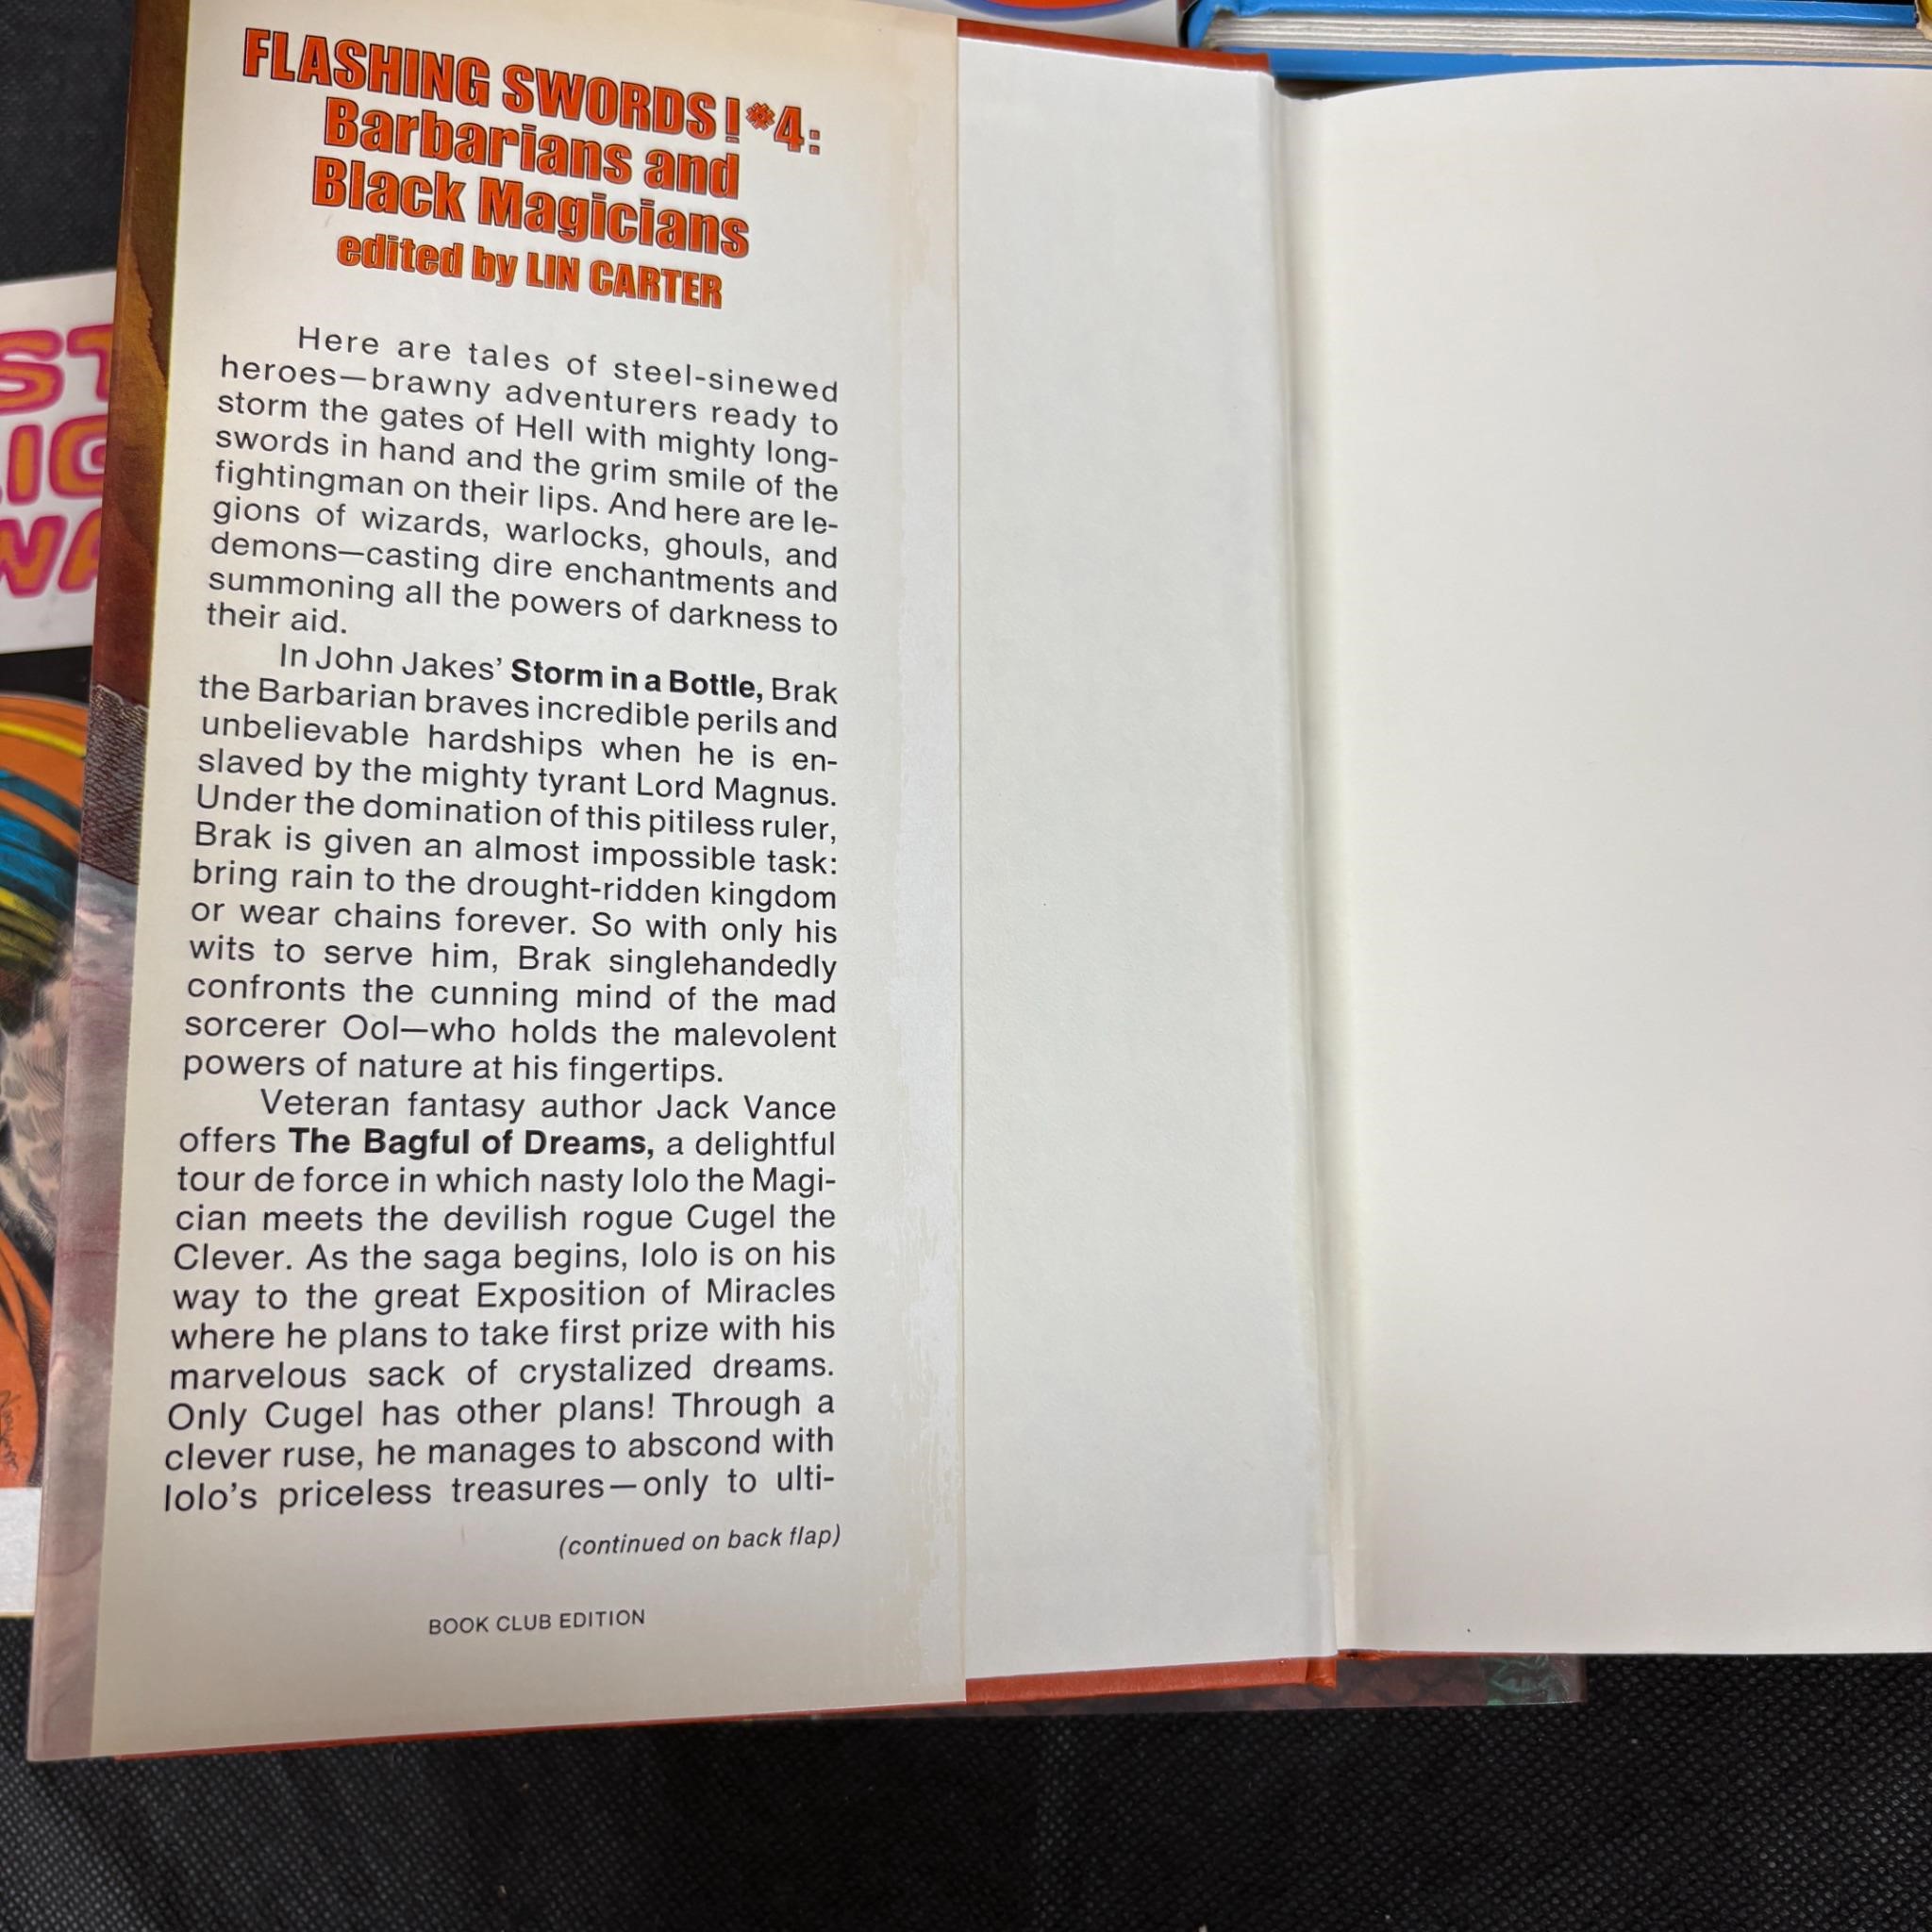 FLASHING SWORDS! #4:
Barbarians and
Black Magicians
edited by LIN CARTER
Here are tales of steel-sinewed
heroes—brawny adventurers ready to
storm the gates of Hell with mighty long-
swords in hand and the grim smile of the
fightingman on their lips. And here are le-
gions of wizards, warlocks, ghouls, and
demons—casting dire enchantments and
summoning all the powers of darkness to
their aid.
In John Jakes’ Storm in a Bottle, Brak
the Barbarian braves incredible perils and
unbelievable hardships when he is en-
slaved by the mighty tyrant Lord Magnus.
Under the domination of this pitiless ruler,
Brak is given an almost impossible task:
bring rain to the drought-ridden kingdom
or wear chains forever. So with only his
wits to serve him, Brak singlehandedly
confronts the cunning mind of the mad
sorcerer Ool—who holds the malevolent
powers of nature at his fingertips.
Veteran fantasy author Jack Vance
offers The Bagful of Dreams, a delightful
tour de force in which nasty Iolo the Magi-
cian meets the devilish rogue Cugel the
Clever. As the saga begins, Iolo is on his
way to the great Exposition of Miracles
where he plans to take first prize with his
marvelous sack of crystalized dreams.
Only Cugel has other plans! Through a
clever ruse, he manages to abscond with
Iolo’s priceless treasures—only to ulti-
(continued on back flap)
BOOK CLUB EDITION
ST
IC
WA